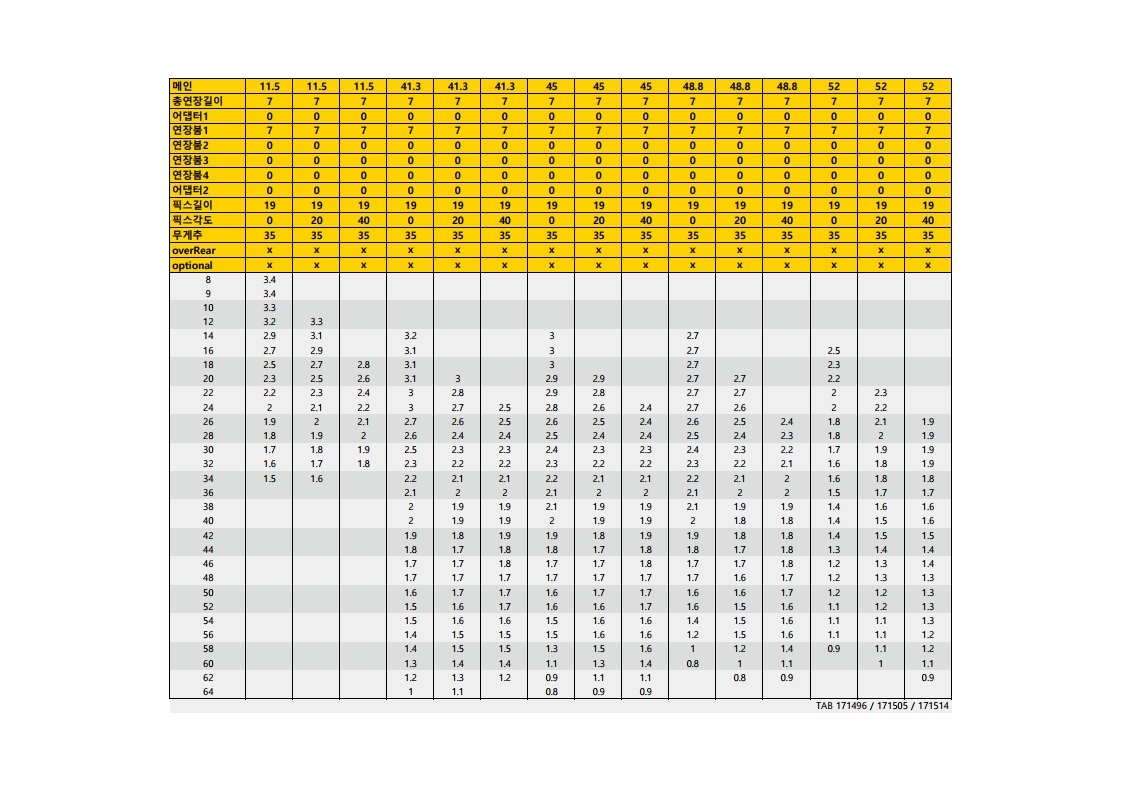 메인 11.5 11.5 11.5 41.3 41.3 41.3 45 45 45 48.8 48.8 48.8 52 52 52
총연장길이 7 7 7 7 7 7 7 7 7 7 7 7 7 7 7
어댑터1 0 0 0 0 0 0 0 0 0 0 0 0 0 0 0
연장붐1 7 7 7 7 7 7 7 7 7 7 7 7 7 7 7
연장붐2 0 0 0 0 0 0 0 0 0 0 0 0 0 0 0
연장붐3 0 0 0 0 0 0 0 0 0 0 0 0 0 0 0
연장붐4 0 0 0 0 0 0 0 0 0 0 0 0 0 0 0
어댑터2 0 0 0 0 0 0 0 0 0 0 0 0 0 0 0
픽스길이 19 19 19 19 19 19 19 19 19 19 19 19 19 19 19
픽스각도 0 20 40 0 20 40 0 20 40 0 20 40 0 20 40
무게추 35 35 35 35 35 35 35 35 35 35 35 35 35 35 35
overRear x x x x x x x x x x x x x x x
optional x x x x x x x x x x x x x x x
8 3.4
9 3.4
10 3.3
12 3.2 3.3
14 2.9 3.1 3.2 3 2.7
16 2.7 2.9 3.1 3 2.7 2.5
18 2.5 2.7 2.8 3.1 3 2.7 2.3
20 2.3 2.5 2.6 3.1 3 2.9 2.9 2.7 2.7 2.2
22 2.2 2.3 2.4 3 2.8 2.9 2.8 2.7 2.7 2 2.3
24 2 2.1 2.2 3 2.7 2.5 2.8 2.6 2.4 2.7 2.6 2 2.2
26 1.9 2 2.1 2.7 2.6 2.5 2.6 2.5 2.4 2.6 2.5 2.4 1.8 2.1 1.9
28 1.8 1.9 2 2.6 2.4 2.4 2.5 2.4 2.4 2.5 2.4 2.3 1.8 2 1.9
30 1.7 1.8 1.9 2.5 2.3 2.3 2.4 2.3 2.3 2.4 2.3 2.2 1.7 1.9 1.9
32 1.6 1.7 1.8 2.3 2.2 2.2 2.3 2.2 2.2 2.3 2.2 2.1 1.6 1.8 1.9
34 1.5 1.6 2.2 2.1 2.1 2.2 2.1 2.1 2.2 2.1 2 1.6 1.8 1.8
36 2.1 2 2 2.1 2 2 2.1 2 2 1.5 1.7 1.7
38 2 1.9 1.9 2.1 1.9 1.9 2.1 1.9 1.9 1.4 1.6 1.6
40 2 1.9 1.9 2 1.9 1.9 2 1.8 1.8 1.4 1.5 1.6
42 1.9 1.8 1.9 1.9 1.8 1.9 1.9 1.8 1.8 1.4 1.5 1.5
44 1.8 1.7 1.8 1.8 1.7 1.8 1.8 1.7 1.8 1.3 1.4 1.4
46 1.7 1.7 1.8 1.7 1.7 1.8 1.7 1.7 1.8 1.2 1.3 1.4
48 1.7 1.7 1.7 1.7 1.7 1.7 1.7 1.6 1.7 1.2 1.3 1.3
50 1.6 1.7 1.7 1.6 1.7 1.7 1.6 1.6 1.7 1.2 1.2 1.3
52 1.5 1.6 1.7 1.6 1.6 1.7 1.6 1.5 1.6 1.1 1.2 1.3
54 1.5 1.6 1.6 1.5 1.6 1.6 1.4 1.5 1.6 1.1 1.1 1.3
56 1.4 1.5 1.5 1.5 1.6 1.6 1.2 1.5 1.6 1.1 1.1 1.2
58 1.4 1.5 1.5 1.3 1.5 1.6 1 1.2 1.4 0.9 1.1 1.2
60 1.3 1.4 1.4 1.1 1.3 1.4 0.8 1 1.1 1 1.1
62 1.2 1.3 1.2 0.9 1.1 1.1 0.8 0.9 0.9
64 1 1.1 0.8 0.9 0.9
TAB 171496 / 171505 / 171514